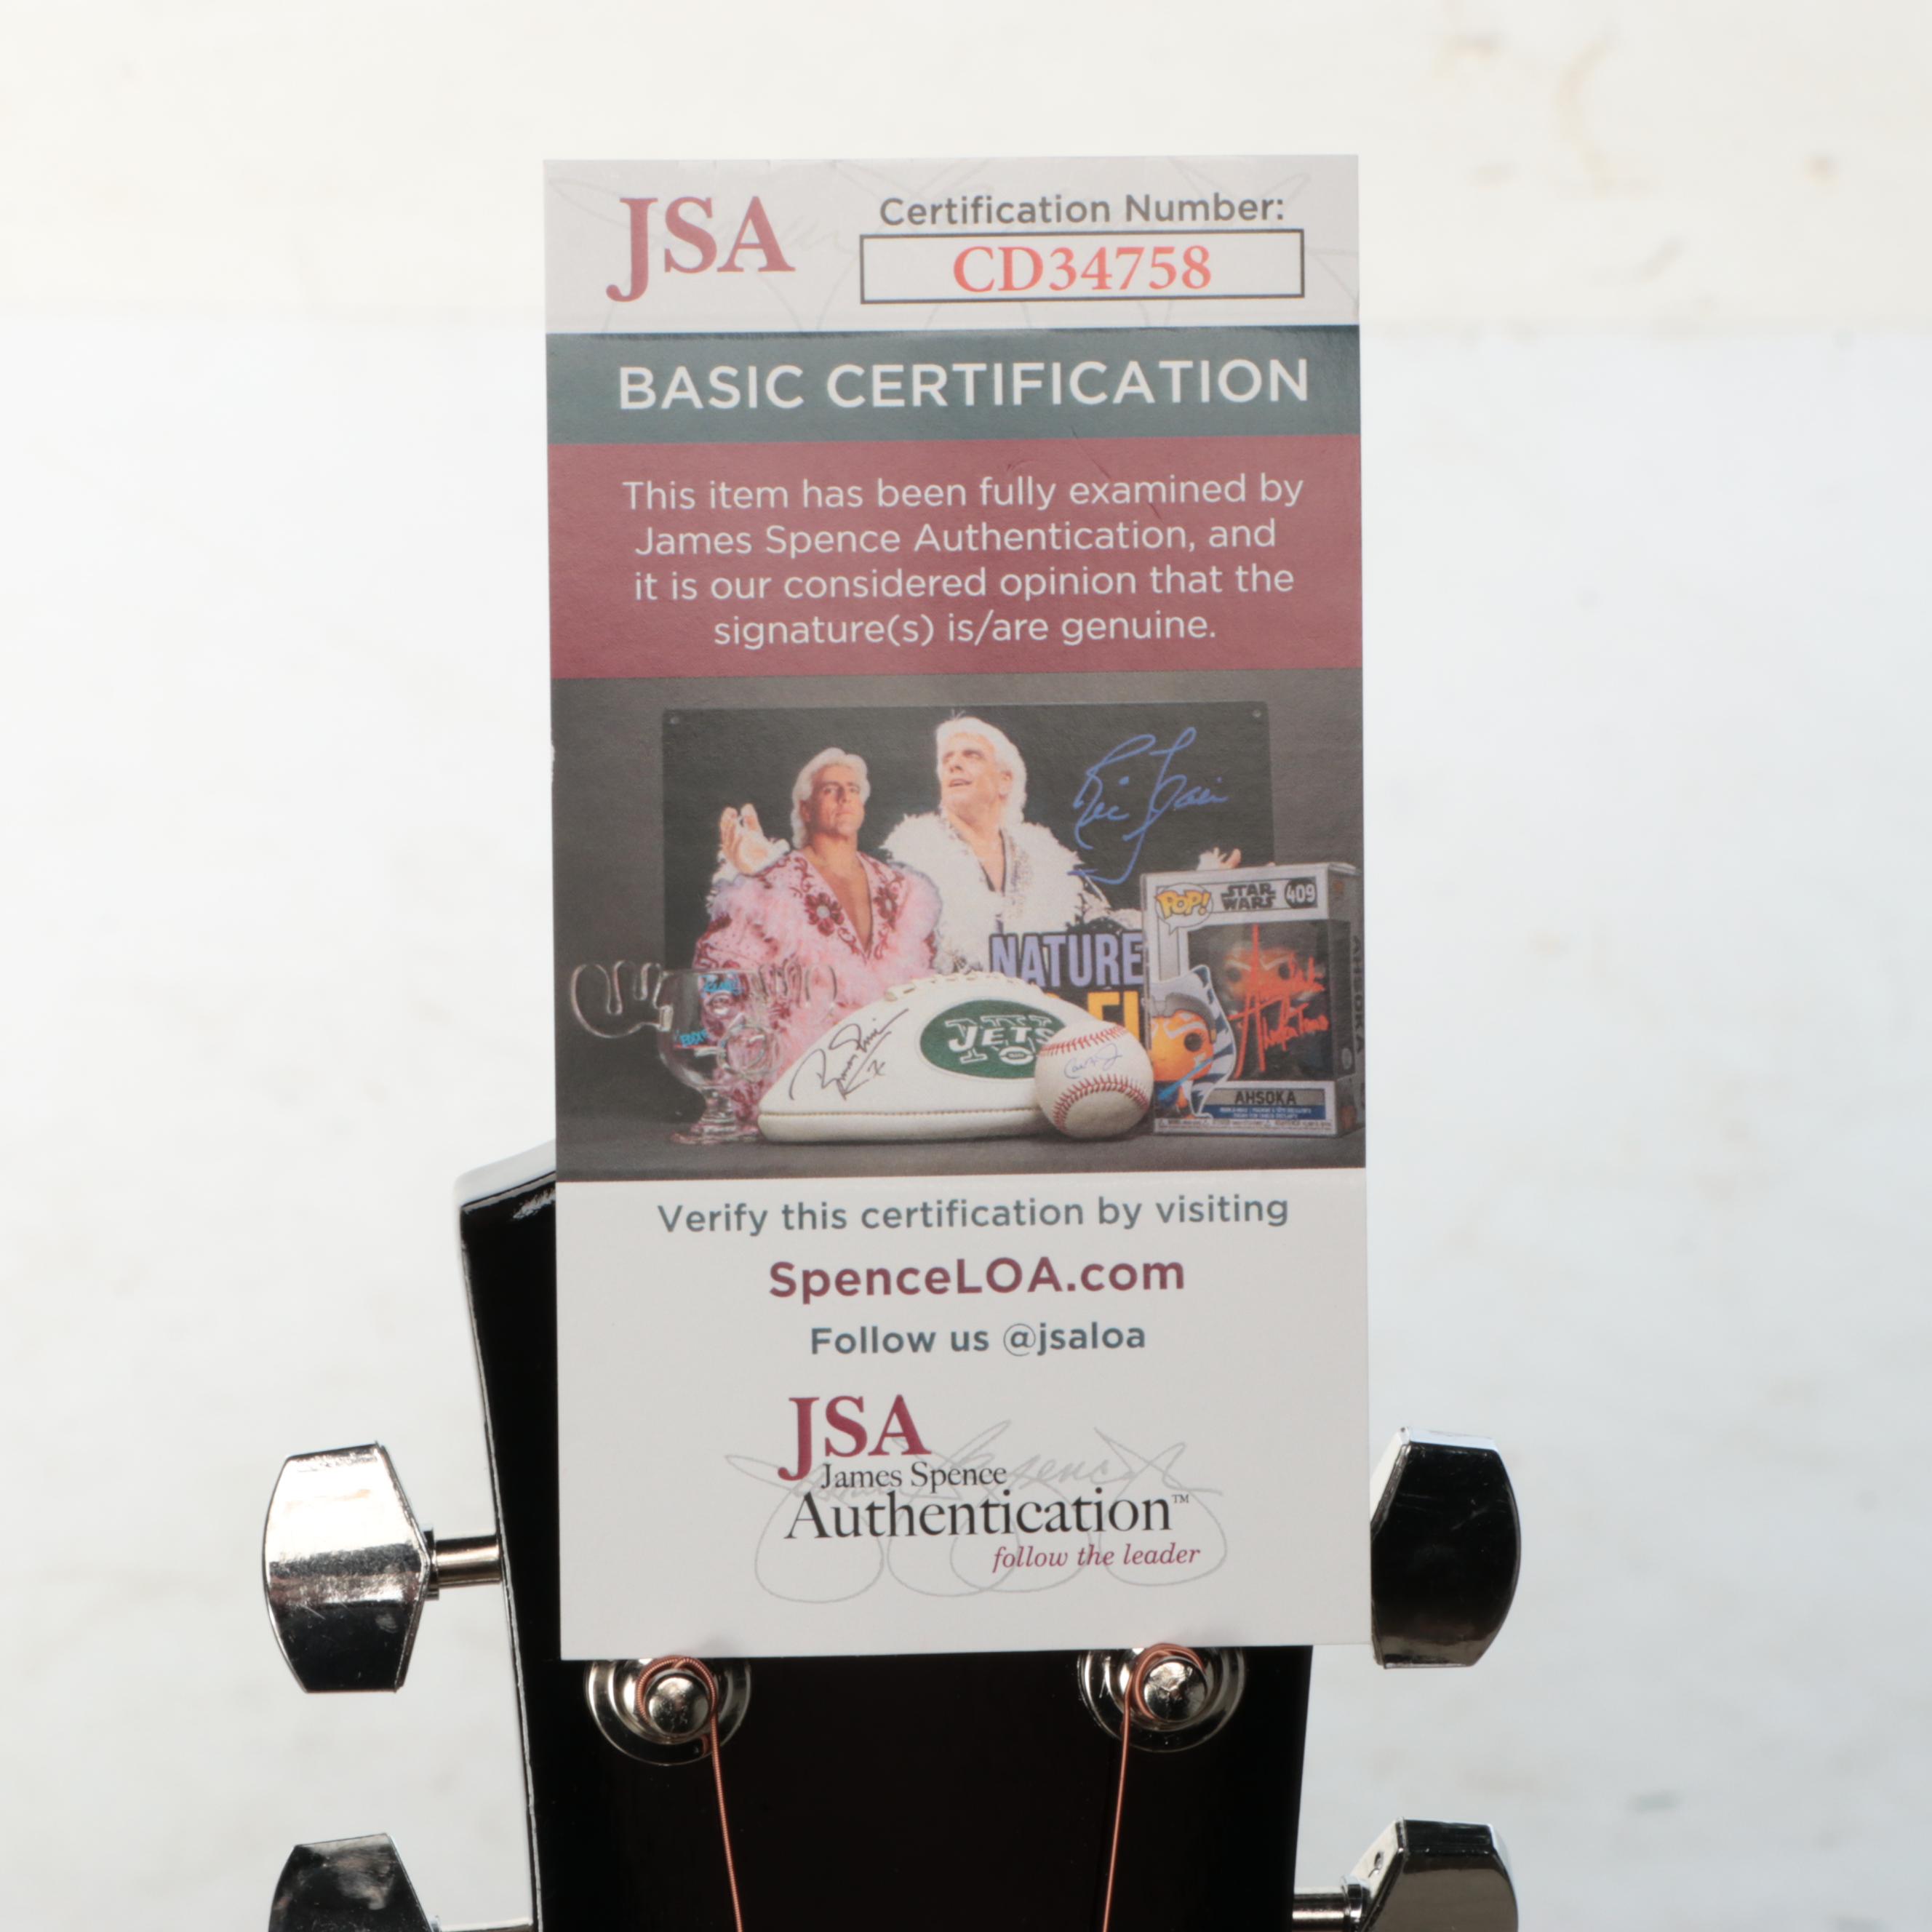 JSA
Certification Number:
CD34758
BASIC CERTIFICATION
This item has been fully examined by
James Spence Authentication, and
it is our considered opinion that the
signature(s) is/are genuine.
Ric Flair
POP!
STAR
WARS
409
NATURE
JETS
AHSOKA
Verify this certification by visiting
SpenceLOA.com
Follow us @jsaloa
JSA
James Spence
Authentication™
follow the leader